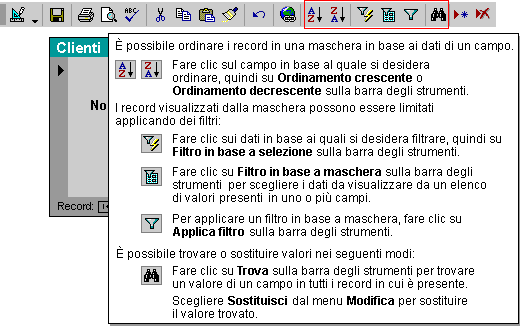 ABC
A
Z
Z
A
Clienti
No
Record:
È possibile ordinare i record in una maschera in base ai dati di un campo.
A
Z
Z
A
Fare clic sul campo in base al quale si desidera
ordinare, quindi su Ordinamento crescente o
Ordinamento decrescente sulla barra degli strumenti.
I record visualizzati dalla maschera possono essere limitati
applicando dei filtri:
Fare clic sui dati in base ai quali si desidera filtrare, quindi su
Filtro in base a selezione sulla barra degli strumenti.
Fare clic su Filtro in base a maschera sulla barra degli
strumenti per scegliere i dati da visualizzare da un elenco
di valori presenti in uno o più campi.
Per applicare un filtro in base a maschera, fare clic su
Applica filtro sulla barra degli strumenti.
È possibile trovare o sostituire valori nei seguenti modi:
Fare clic su Trova sulla barra degli strumenti per trovare
un valore di un campo in tutti i record in cui è presente.
Scegliere Sostituisci dal menu Modifica per sostituire
il valore trovato.